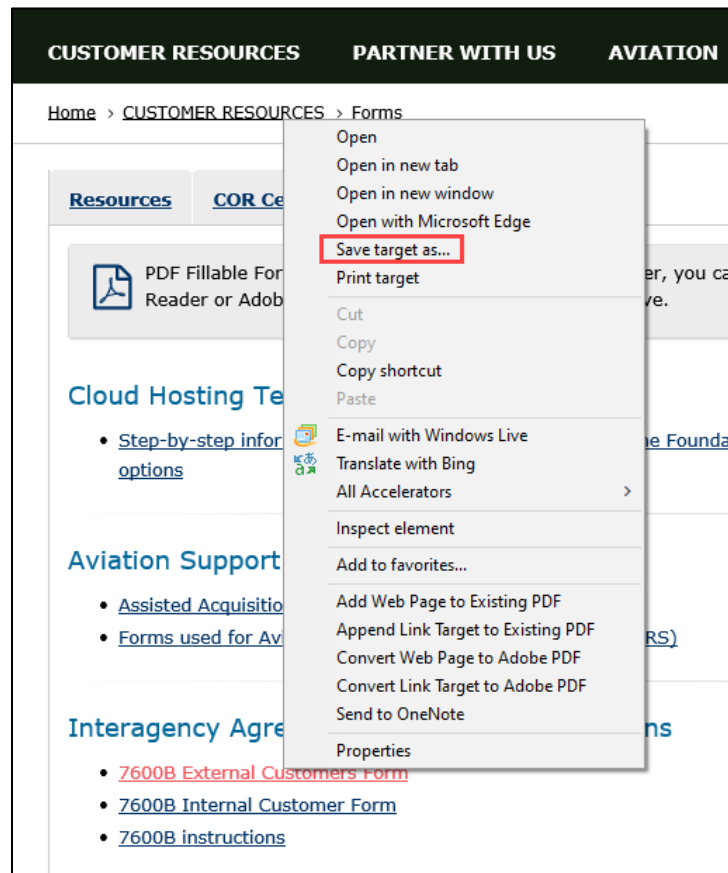 CUSTOMER RESOURCES PARTNER WITH US AVIATION
Home > CUSTOMER RESOURCES > Forms
Open
Open in new tab
Open in new window
Open with Microsoft Edge
Save target as...
Print target
Cut
Copy
Copy shortcut
Paste
E-mail with Windows Live
Translate with Bing
All Accelerators >
Inspect element
Add to favorites...
Add Web Page to Existing PDF
Append Link Target to Existing PDF
Convert Web Page to Adobe PDF
Convert Link Target to Adobe PDF
Send to OneNote
Properties
Resources COR Ce
PDF Fillable For er, you ca
Reader or Adob ve.
Cloud Hosting Te
• Step-by-step infor ne Founda
options
Aviation Support
• Assisted Acquisitio
• Forms used for Avi RS)
Interagency Agre ns
• 7600B External Customers Form
• 7600B Internal Customer Form
• 7600B instructions